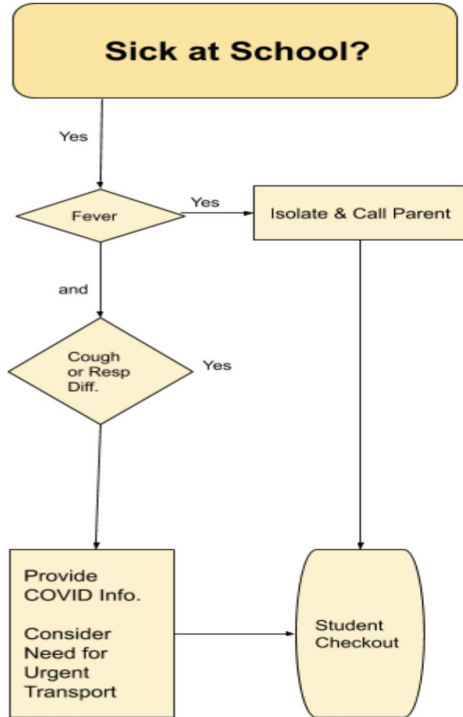 Sick at School?
Yes
Fever
Yes
Isolate & Call Parent
and
Cough
or Resp
Diff.
Yes
Provide
COVID Info.
Consider
Need for
Urgent
Transport
Student
Checkout